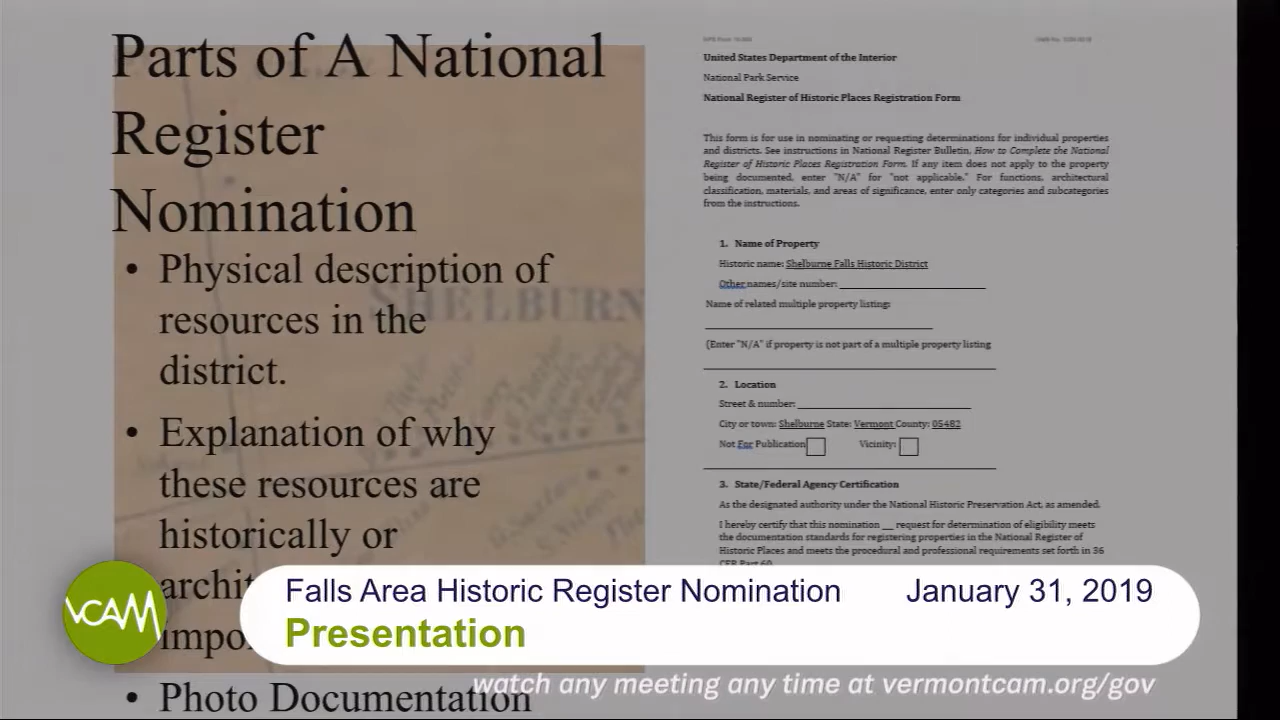 Parts of A National
Register
Nomination
• Physical description of
resources in the
district.
• Explanation of why
these resources are
historically or
archit
impo
• Photo Documentation
SHELBURN
United States Department of the Interior
National Park Service
National Register of Historic Places Registration Form
This form is for use in nominating or requesting determinations for individual properties
and districts. See instructions in National Register Bulletin, How to Complete the National
Register of Historic Places Registration Form. If any item does not apply to the property
being documented, enter "N/A" for "not applicable." For functions, architectural
classification, materials, and areas of significance, enter only categories and subcategories
from the instructions.
1. Name of Property
Historic name: Shelburne Falls Historic District
Other names/site number:
Name of related multiple property listing:
(Enter "N/A" if property is not part of a multiple property listing
2. Location
Street & number:
City or town: Shelburne State: Vermont County: 05482
Not For Publication Vicinity:
3. State/Federal Agency Certification
As the designated authority under the National Historic Preservation Act, as amended.
I hereby certify that this nomination __ request for determination of eligibility meets
the documentation standards for registering properties in the National Register of
Historic Places and meets the procedural and professional requirements set forth in 36
CFR Part 60.
VCAM
Falls Area Historic Register Nomination January 31, 2019
Presentation
watch any meeting any time at vermontcam.org/gov